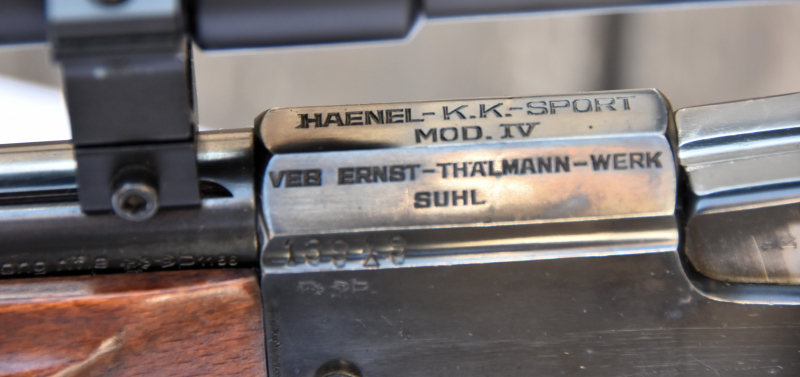 HAENEL-K.K.-SPORT
MOD. IV
VEB ERNST-THÄLMANN-WERK
SUHL